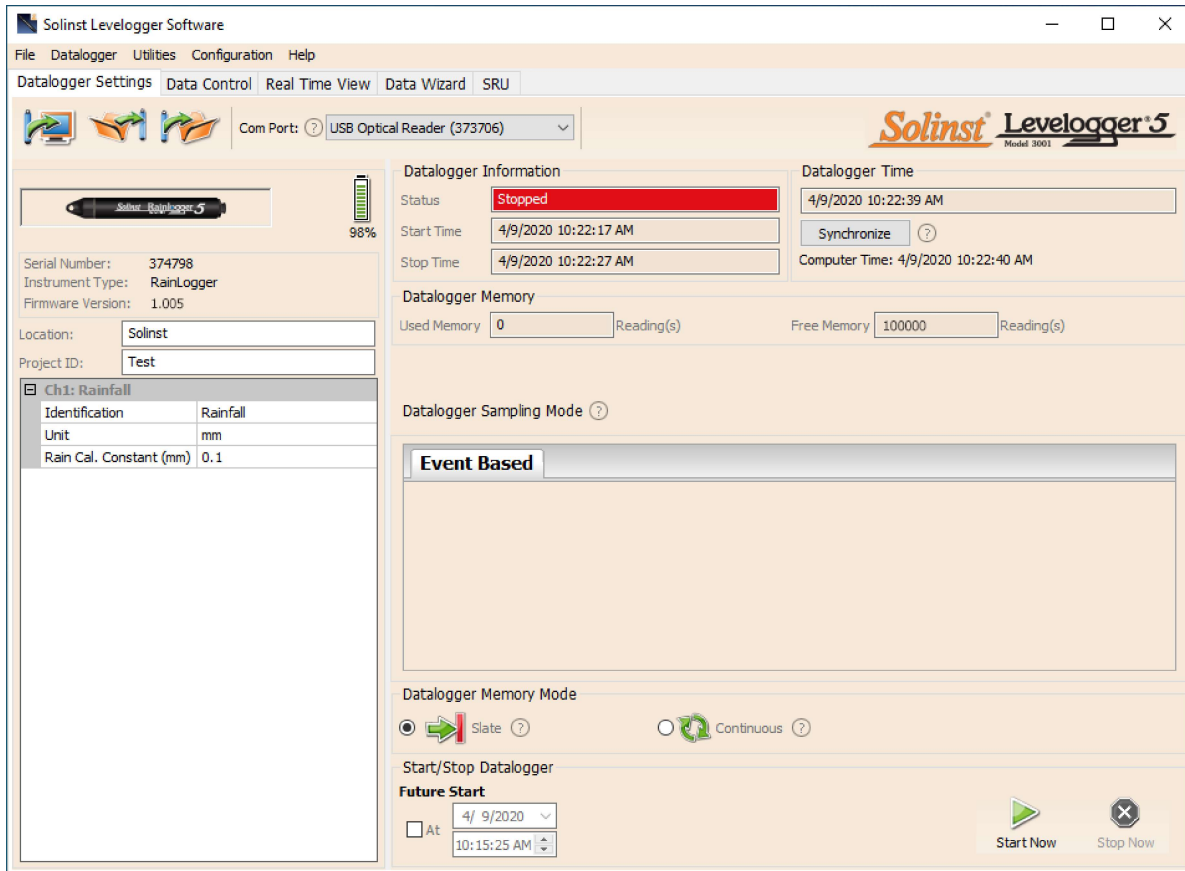 Solinst Levelogger Software
File Datalogger Utilities Configuration Help
Datalogger Settings Data Control Real Time View Data Wizard SRU
Com Port: ? USB Optical Reader (373706)
Solinst® Levelogger® 5
Model 3001
Solinst Rainlogger 5
98%
Serial Number: 374798
Instrument Type: RainLogger
Firmware Version: 1.005
Location: Solinst
Project ID: Test
Ch1: Rainfall
Identification Rainfall
Unit mm
Rain Cal. Constant (mm) 0.1
Datalogger Information
Status Stopped
Start Time 4/9/2020 10:22:17 AM
Stop Time 4/9/2020 10:22:27 AM
Datalogger Time
4/9/2020 10:22:39 AM
Synchronize ?
Computer Time: 4/9/2020 10:22:40 AM
Datalogger Memory
Used Memory 0 Reading(s) Free Memory 100000 Reading(s)
Datalogger Sampling Mode ?
Event Based
Datalogger Memory Mode
Slate ? Continuous ?
Start/Stop Datalogger
Future Start
At 4/ 9/2020
10:15:25 AM
Start Now Stop Now